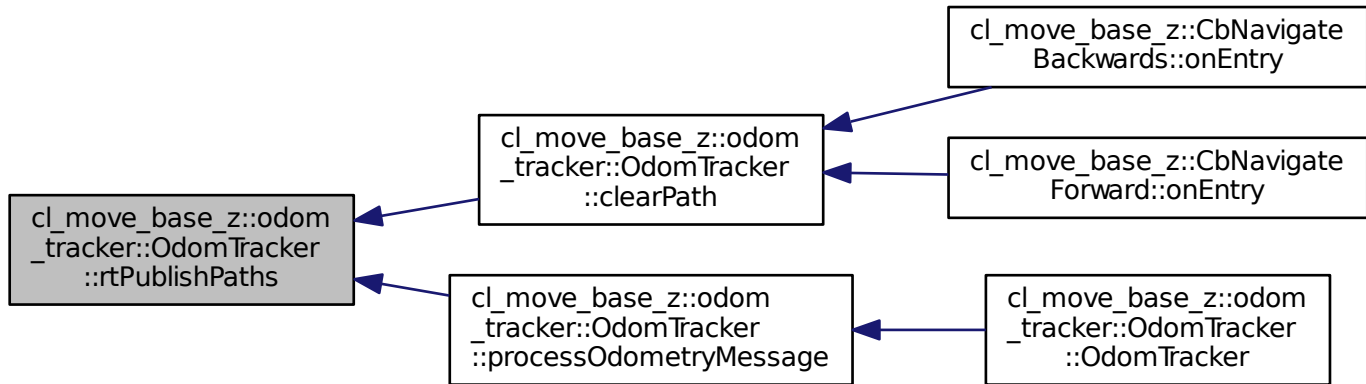 cl_move_base_z::CbNavigate
Backwards::onEntry
cl_move_base_z::odom
_tracker::OdomTracker
::clearPath
cl_move_base_z::CbNavigate
Forward::onEntry
cl_move_base_z::odom
_tracker::OdomTracker
::rtPublishPaths
cl_move_base_z::odom
_tracker::OdomTracker
::processOdometryMessage
cl_move_base_z::odom
_tracker::OdomTracker
::OdomTracker